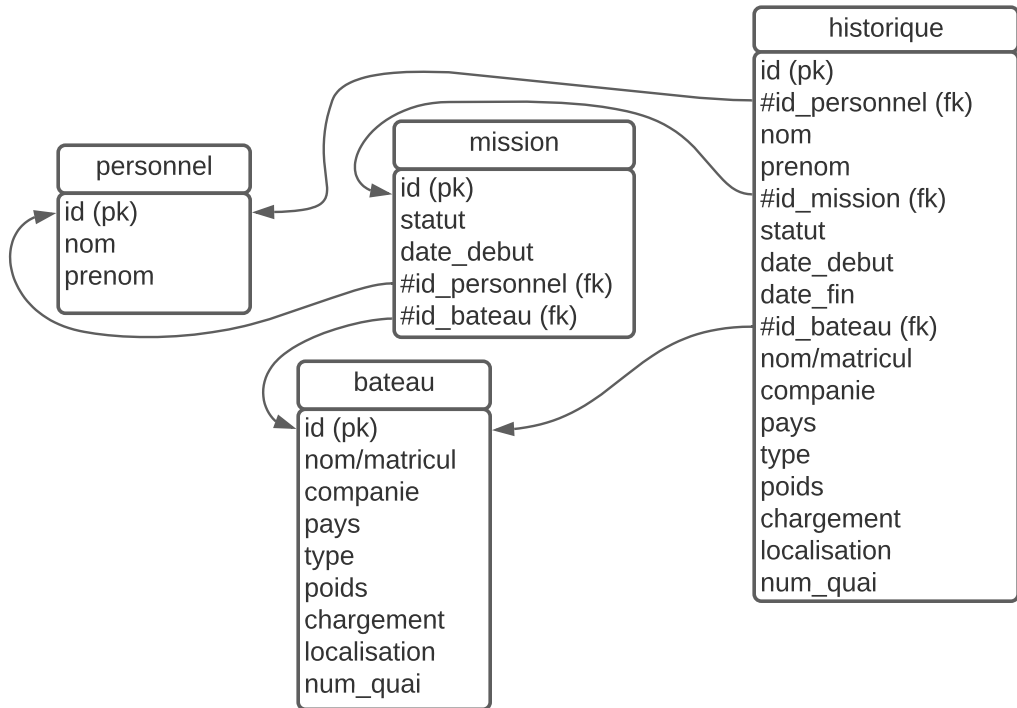 personnel
id (pk)
nom
prenom
mission
id (pk)
statut
date_debut
#id_personnel (fk)
#id_bateau (fk)
bateau
id (pk)
nom/matricul
companie
pays
type
poids
chargement
localisation
num_quai
historique
id (pk)
#id_personnel (fk)
nom
prenom
#id_mission (fk)
statut
date_debut
date_fin
#id_bateau (fk)
nom/matricul
companie
pays
type
poids
chargement
localisation
num_quai